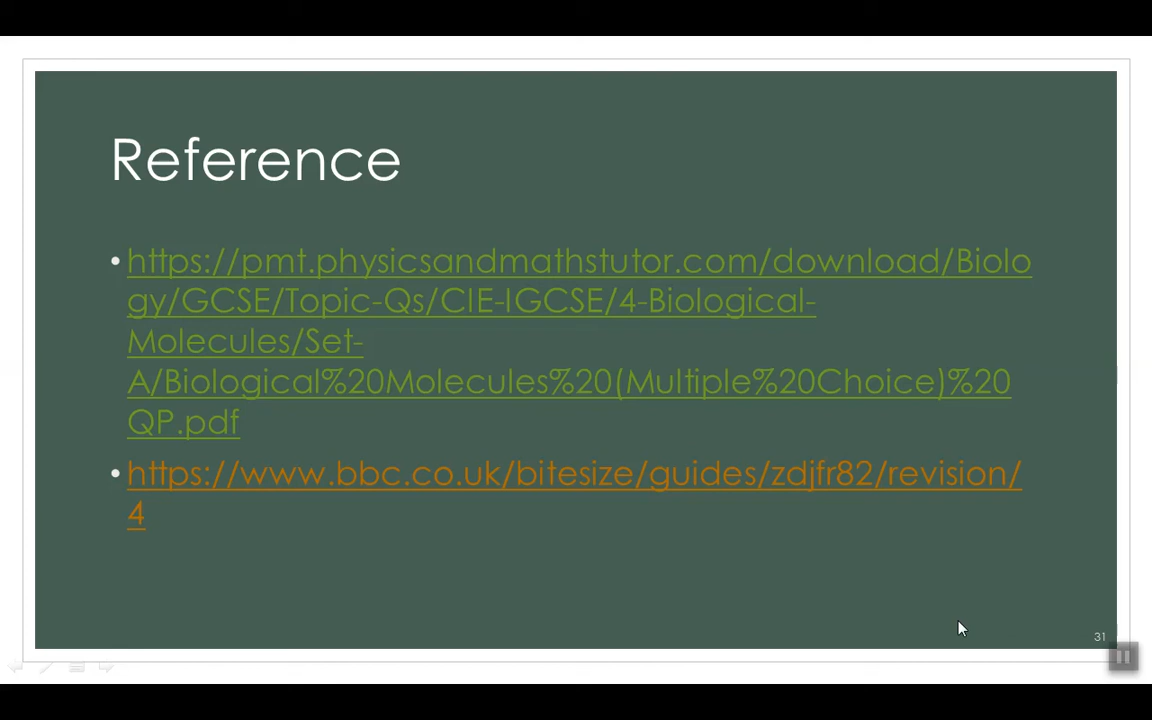 Reference
• https://pmt.physicsandmathstutor.com/download/Biolo
gy/GCSE/Topic-Qs/CIE-IGCSE/4-Biological-
Molecules/Set-
A/Biological%20Molecules%20(Multiple%20Choice)%20
QP.pdf
• https://www.bbc.co.uk/bitesize/guides/zdjfr82/revision/
4
31